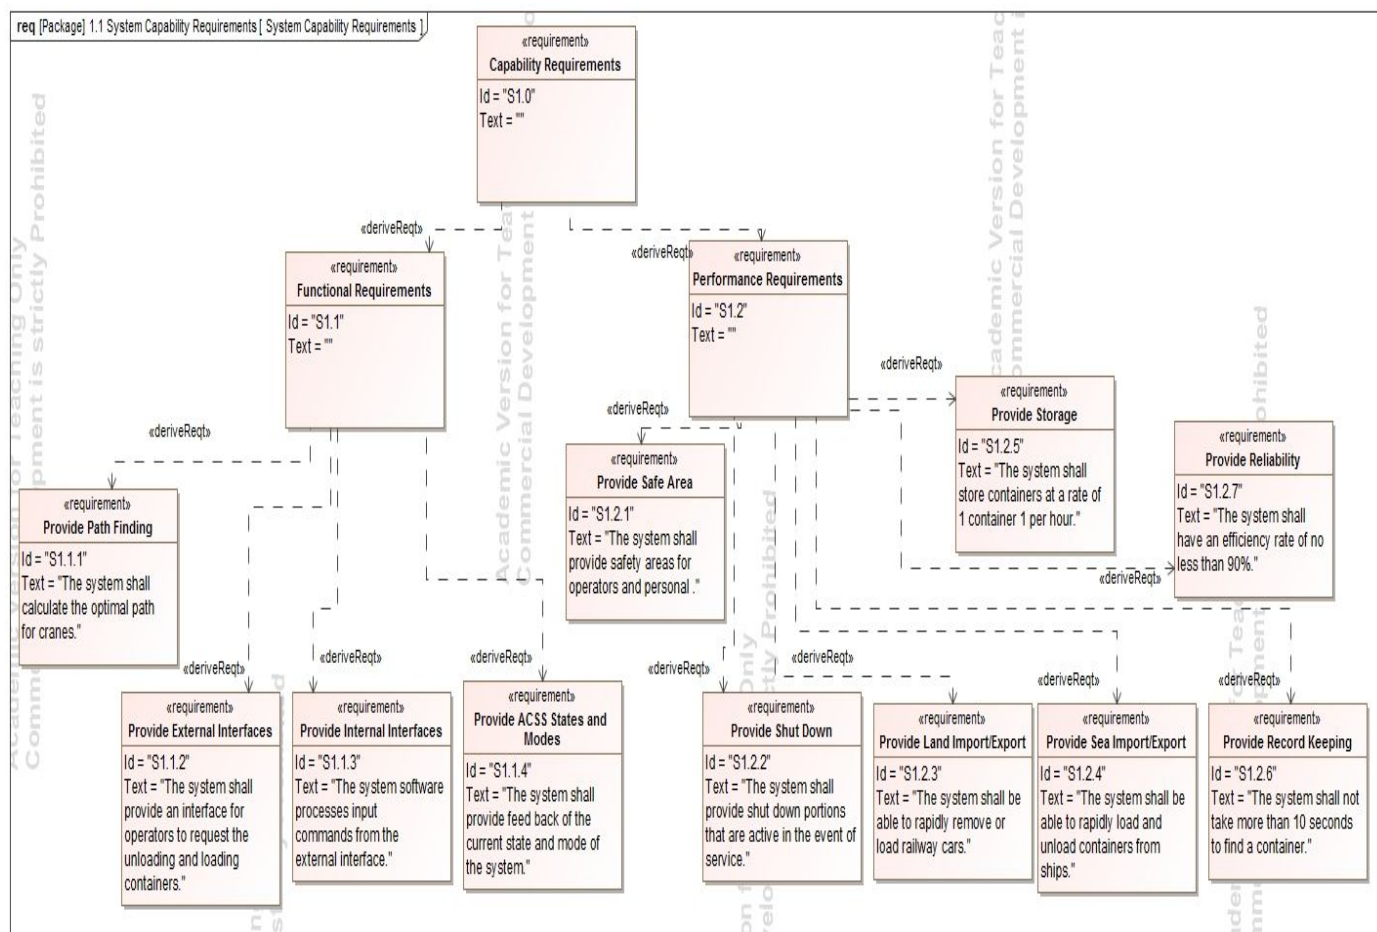 req [Package] 1.1 System Capability Requirements [ System Capability Requirements ]
«requirement»
Capability Requirements
Id = "S1.0"
Text = ""
«deriveReqt»
«deriveReqt»
«requirement»
Functional Requirements
Id = "S1.1"
Text = ""
«requirement»
Performance Requirements
Id = "S1.2"
Text = ""
«deriveReqt»
«deriveReqt»
«deriveReqt»
«requirement»
Provide Storage
Id = "S1.2.5"
Text = "The system shall
store containers at a rate of
1 container 1 per hour."
«requirement»
Provide Reliability
Id = "S1.2.7"
Text = "The system shall
have an efficiency rate of no
less than 90%."
«deriveReqt»
«requirement»
Provide Safe Area
Id = "S1.2.1"
Text = "The system shall
provide safety areas for
operators and personal ."
«requirement»
Provide Path Finding
Id = "S1.1.1"
Text = "The system shall
calculate the optimal path
for cranes."
«deriveReqt»
«deriveReqt»
«deriveReqt»
«deriveReqt»
«deriveReqt»
«deriveReqt»
«deriveReqt»
«requirement»
Provide External Interfaces
Id = "S1.1.2"
Text = "The system shall
provide an interface for
operators to request the
unloading and loading
containers."
«requirement»
Provide Internal Interfaces
Id = "S1.1.3"
Text = "The system software
processes input
commands from the
external interface."
«requirement»
Provide ACSS States and
Modes
Id = "S1.1.4"
Text = "The system shall
provide feed back of the
current state and mode of
the system."
«requirement»
Provide Shut Down
Id = "S1.2.2"
Text = "The system shall
provide shut down portions
that are active in the event of
service."
«requirement»
Provide Land Import/Export
Id = "S1.2.3"
Text = "The system shall be
able to rapidly remove or
load railway cars."
«requirement»
Provide Sea Import/Export
Id = "S1.2.4"
Text = "The system shall be
able to rapidly load and
unload containers from
ships."
«requirement»
Provide Record Keeping
Id = "S1.2.6"
Text = "The system shall not
take more than 10 seconds
to find a container."
Academic Version for Teaching Only
Commercial Development is strictly Prohibited